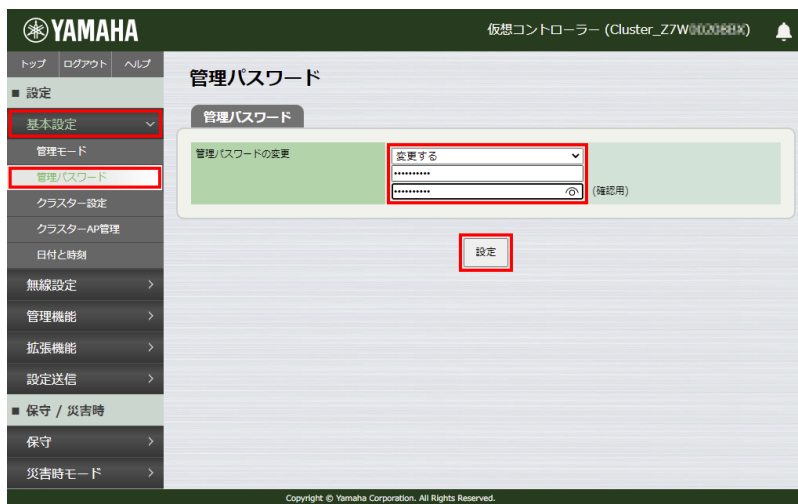 YAMAHA
仮想コントローラー (Cluster_Z7W
トップ ログアウト ヘルプ
■ 設定
基本設定
管理モード
管理パスワード
クラスター設定
クラスターAP管理
日付と時刻
無線設定
管理機能
拡張機能
設定送信
■ 保守 / 災害時
保守
災害時モード
管理パスワード
管理パスワード
管理パスワードの変更
変更する
••••••••••
•••••••••• (確認用)
設定
Copyright © Yamaha Corporation. All Rights Reserved.